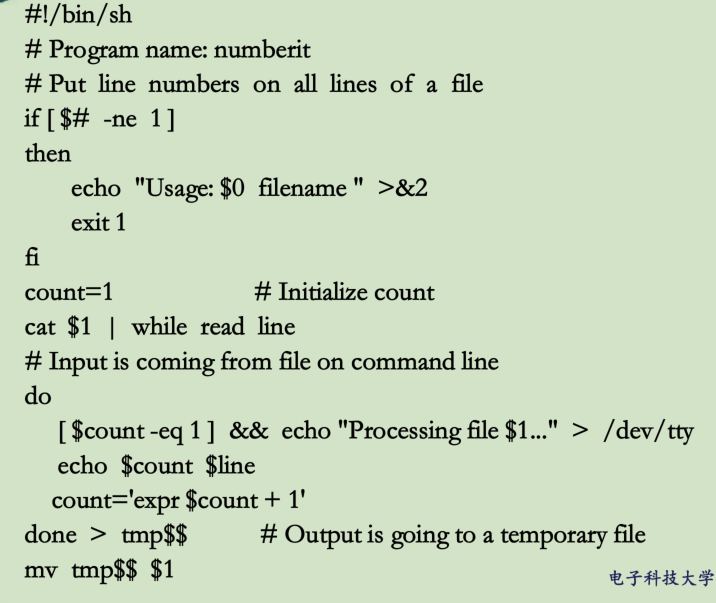 #!/bin/sh
# Program name: numberit
# Put line numbers on all lines of a file
if [ $# -ne 1 ]
then
echo "Usage: $0 filename " >&2
exit 1
fi
count=1 # Initialize count
cat $1 | while read line
# Input is coming from file on command line
do
[ $count -eq 1 ] && echo "Processing file $1..." > /dev/tty
echo $count $line
count='expr $count + 1'
done > tmp$$ # Output is going to a temporary file
mv tmp$$ $1
电子科技大学